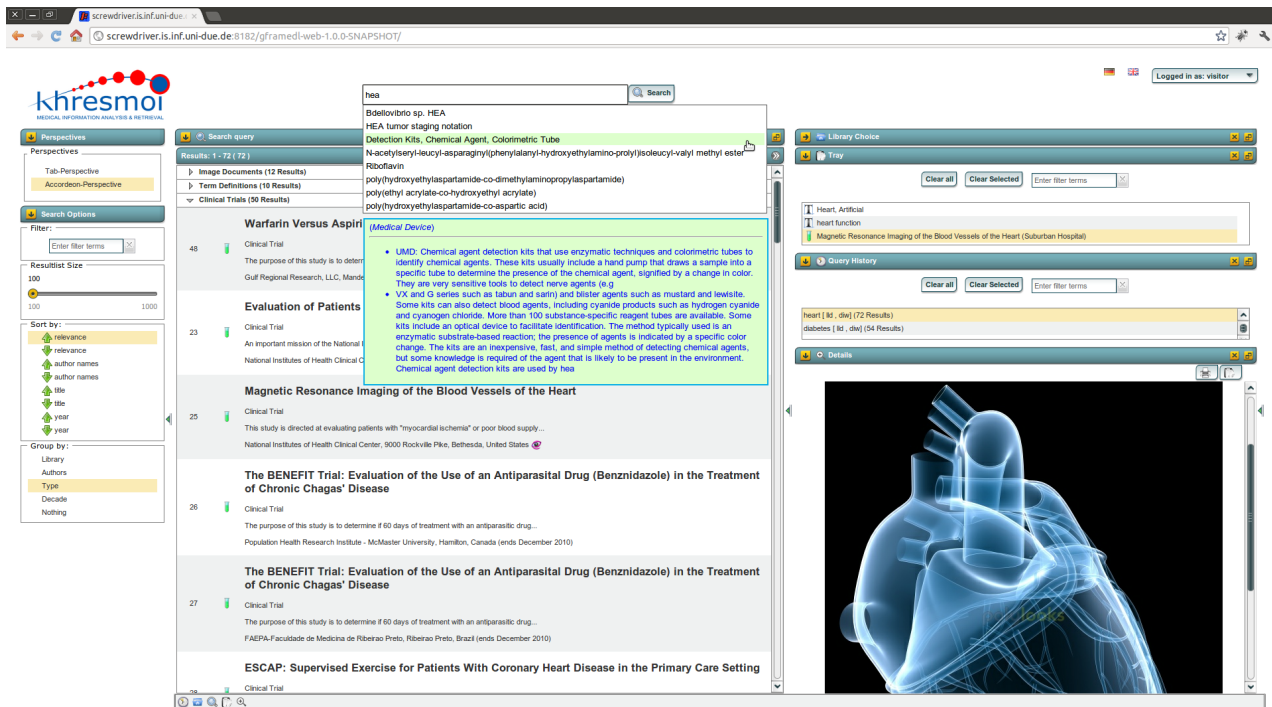 screwdriver.is.inf.uni-due.
screwdriver.is.inf.uni-due.de:8182/gframedl-web-1.0.0-SNAPSHOT/
Logged in as: visitor
khresmoi
MEDICAL INFORMATION ANALYSIS & RETRIEVAL
hea
Search
Bdellovibrio sp. HEA
HEA tumor staging notation
Detection Kits, Chemical Agent, Colorimetric Tube
N-acetylseryl-leucyl-asparaginyl(phenylalanyl-hydroxyethylamino-prolyl)isoleucyl-valyl methyl ester
Riboflavin
poly(hydroxyethylaspartamide-co-dimethylaminopropylaspartamide)
poly(ethyl acrylate-co-hydroxyethyl acrylate)
poly(hydroxyethylaspartamide-co-aspartic acid)
(Medical Device)
• UMD: Chemical agent detection kits that use enzymatic techniques and colorimetric tubes to
identify chemical agents. These kits usually include a hand pump that draws a sample into a
specific tube to determine the presence of the chemical agent, signified by a change in color.
They are very sensitive tools to detect nerve agents (e.g
• VX and G series such as tabun and sarin) and blister agents such as mustard and lewisite.
Some kits can also detect blood agents, including cyanide products such as hydrogen cyanide
and cyanogen chloride. More than 100 substance-specific reagent tubes are available. Some
kits include an optical device to facilitate identification. The method typically used is an
enzymatic substrate-based reaction; the presence of agents is indicated by a specific color
change. The kits are an inexpensive, fast, and simple method of detecting chemical agents,
but some knowledge is required of the agent that is likely to be present in the environment.
Chemical agent detection kits are used by hea
Perspectives
Perspectives
Tab-Perspective
Accordeon-Perspective
Search Options
Filter:
Enter filter terms
Resultlist Size
100
100 1000
Sort by:
relevance
relevance
author names
author names
title
title
year
year
Group by:
Library
Authors
Type
Decade
Nothing
Search query
Results: 1 - 72 ( 72 )
Image Documents (12 Results)
Term Definitions (10 Results)
Clinical Trials (50 Results)
Warfarin Versus Aspiri
48
Clinical Trial
The purpose of this study is to determ
Gulf Regional Research, LLC, Mande
Evaluation of Patients
23
Clinical Trial
An important mission of the National
National Institutes of Health Clinical C
Magnetic Resonance Imaging of the Blood Vessels of the Heart
25
Clinical Trial
This study is directed at evaluating patients with "myocardial ischemia" or poor blood supply...
National Institutes of Health Clinical Center, 9000 Rockville Pike, Bethesda, United States
The BENEFIT Trial: Evaluation of the Use of an Antiparasital Drug (Benznidazole) in the Treatment
of Chronic Chagas' Disease
26
Clinical Trial
The purpose of this study is to determine if 60 days of treatment with an antiparasitic drug...
Population Health Research Institute - McMaster University, Hamilton, Canada (ends December 2010)
The BENEFIT Trial: Evaluation of the Use of an Antiparasital Drug (Benznidazole) in the Treatment
of Chronic Chagas' Disease
27
Clinical Trial
The purpose of this study is to determine if 60 days of treatment with an antiparasitic drug...
FAEPA-Faculdade de Medicina de Ribeirao Preto, Ribeirao Preto, Brazil (ends December 2010)
ESCAP: Supervised Exercise for Patients With Coronary Heart Disease in the Primary Care Setting
Clinical Trial
Library Choice
Tray
Clear all
Clear Selected
Enter filter terms
Heart, Artificial
heart function
Magnetic Resonance Imaging of the Blood Vessels of the Heart (Suburban Hospital)
Query History
Clear all
Clear Selected
Enter filter terms
heart [ lld , diw] (72 Results)
diabetes [ lld , diw] (54 Results)
Details
looks